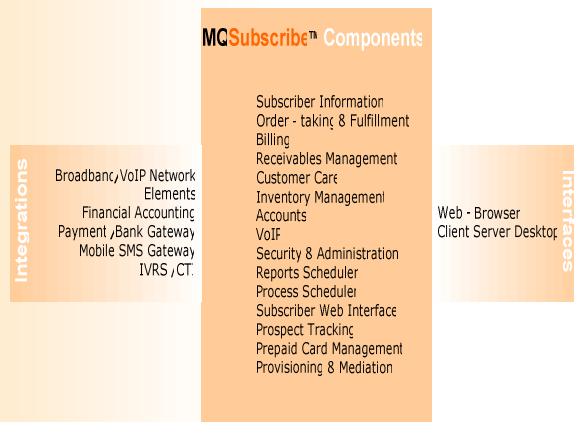 MQSubscribe™ Components
Integrations
Broadband/VoIP Network
Elements
Financial Accounting
Payment /Bank Gateway
Mobile SMS Gateway
IVRS /CTI
Subscriber Information
Order - taking & Fulfillment
Billing
Receivables Management
Customer Care
Inventory Management
Accounts
VoIP
Security & Administration
Reports Scheduler
Process Scheduler
Subscriber Web Interface
Prospect Tracking
Prepaid Card Management
Provisioning & Mediation
Web - Browser
Client Server Desktop
Interfaces